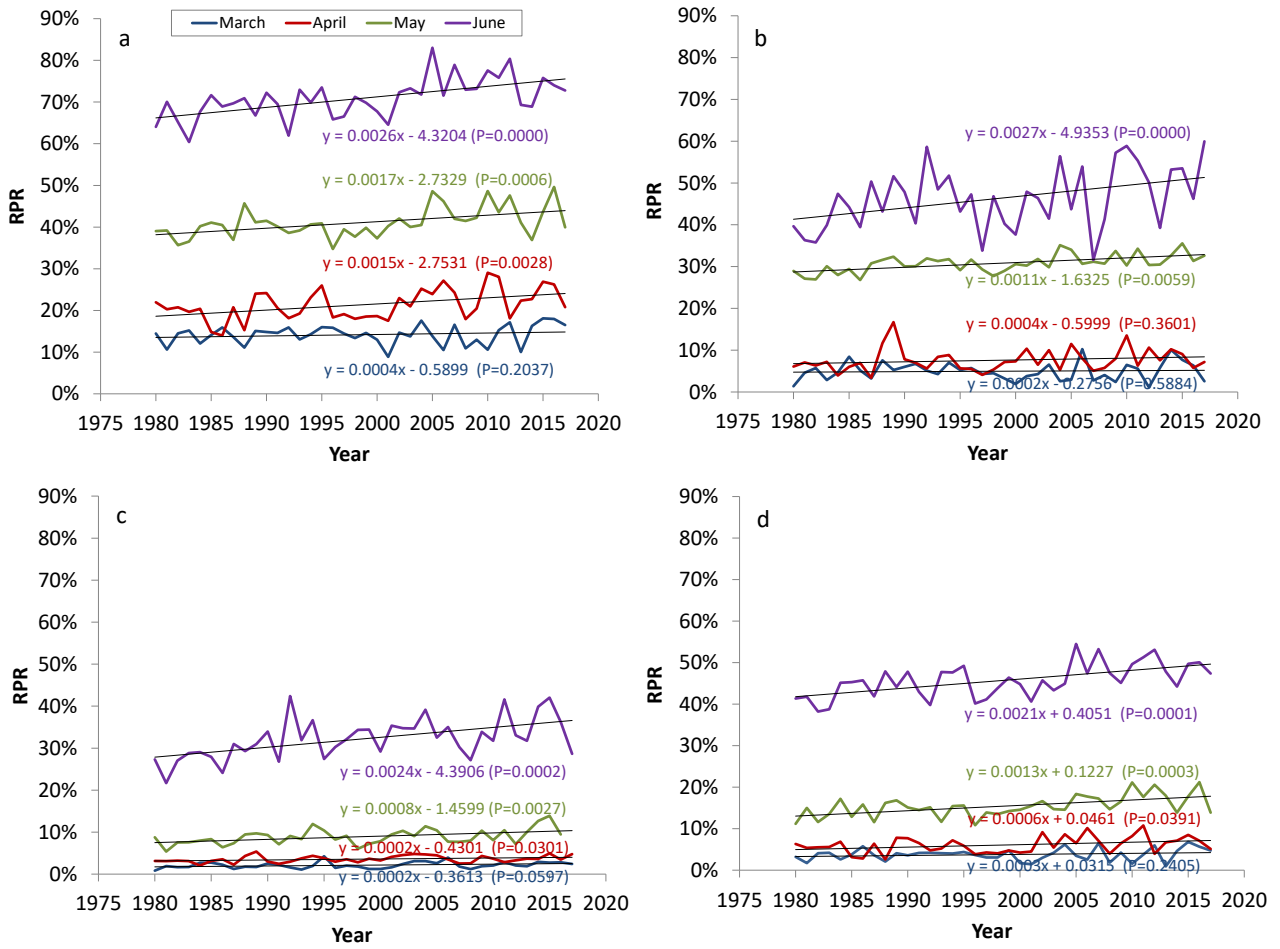 March April May June
a
90%
80%
70%
60%
50%
40%
30%
20%
10%
0%
RPR
y = 0.0026x - 4.3204 (P=0.0000)
y = 0.0017x - 2.7329 (P=0.0006)
y = 0.0015x - 2.7531 (P=0.0028)
y = 0.0004x - 0.5899 (P=0.2037)
1975 1980 1985 1990 1995 2000 2005 2010 2015 2020
Year
b
90%
80%
70%
60%
50%
40%
30%
20%
10%
0%
RPR
y = 0.0027x - 4.9353 (P=0.0000)
y = 0.0011x - 1.6325 (P=0.0059)
y = 0.0004x - 0.5999 (P=0.3601)
y = 0.0002x - 0.2756 (P=0.5884)
1975 1980 1985 1990 1995 2000 2005 2010 2015 2020
Year
c
90%
80%
70%
60%
50%
40%
30%
20%
10%
0%
RPR
y = 0.0024x - 4.3906 (P=0.0002)
y = 0.0008x - 1.4599 (P=0.0027)
y = 0.0002x - 0.4301 (P=0.0301)
y = 0.0002x - 0.3613 (P=0.0597)
1975 1980 1985 1990 1995 2000 2005 2010 2015 2020
Year
d
90%
80%
70%
60%
50%
40%
30%
20%
10%
0%
RPR
y = 0.0021x + 0.4051 (P=0.0001)
y = 0.0013x + 0.1227 (P=0.0003)
y = 0.0006x + 0.0461 (P=0.0391)
y = 0.0003x + 0.0315 (P=0.2405)
1975 1980 1985 1990 1995 2000 2005 2010 2015 2020
Year